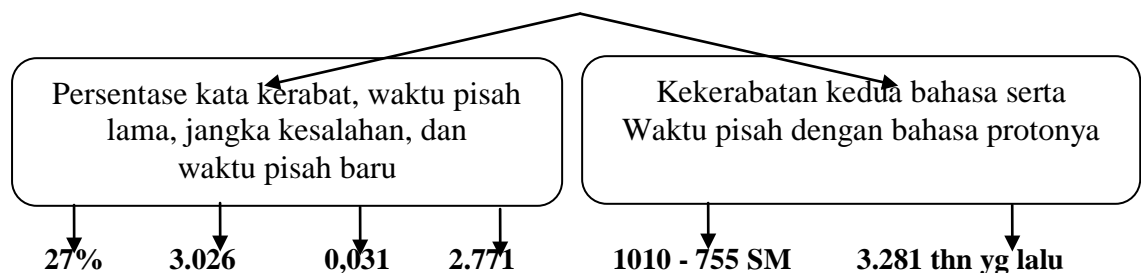 Persentase kata kerabat, waktu pisah
lama, jangka kesalahan, dan
waktu pisah baru
Kekerabatan kedua bahasa serta
Waktu pisah dengan bahasa protonya
27% 3.026 0,031 2.771 1010 - 755 SM 3.281 thn yg lalu